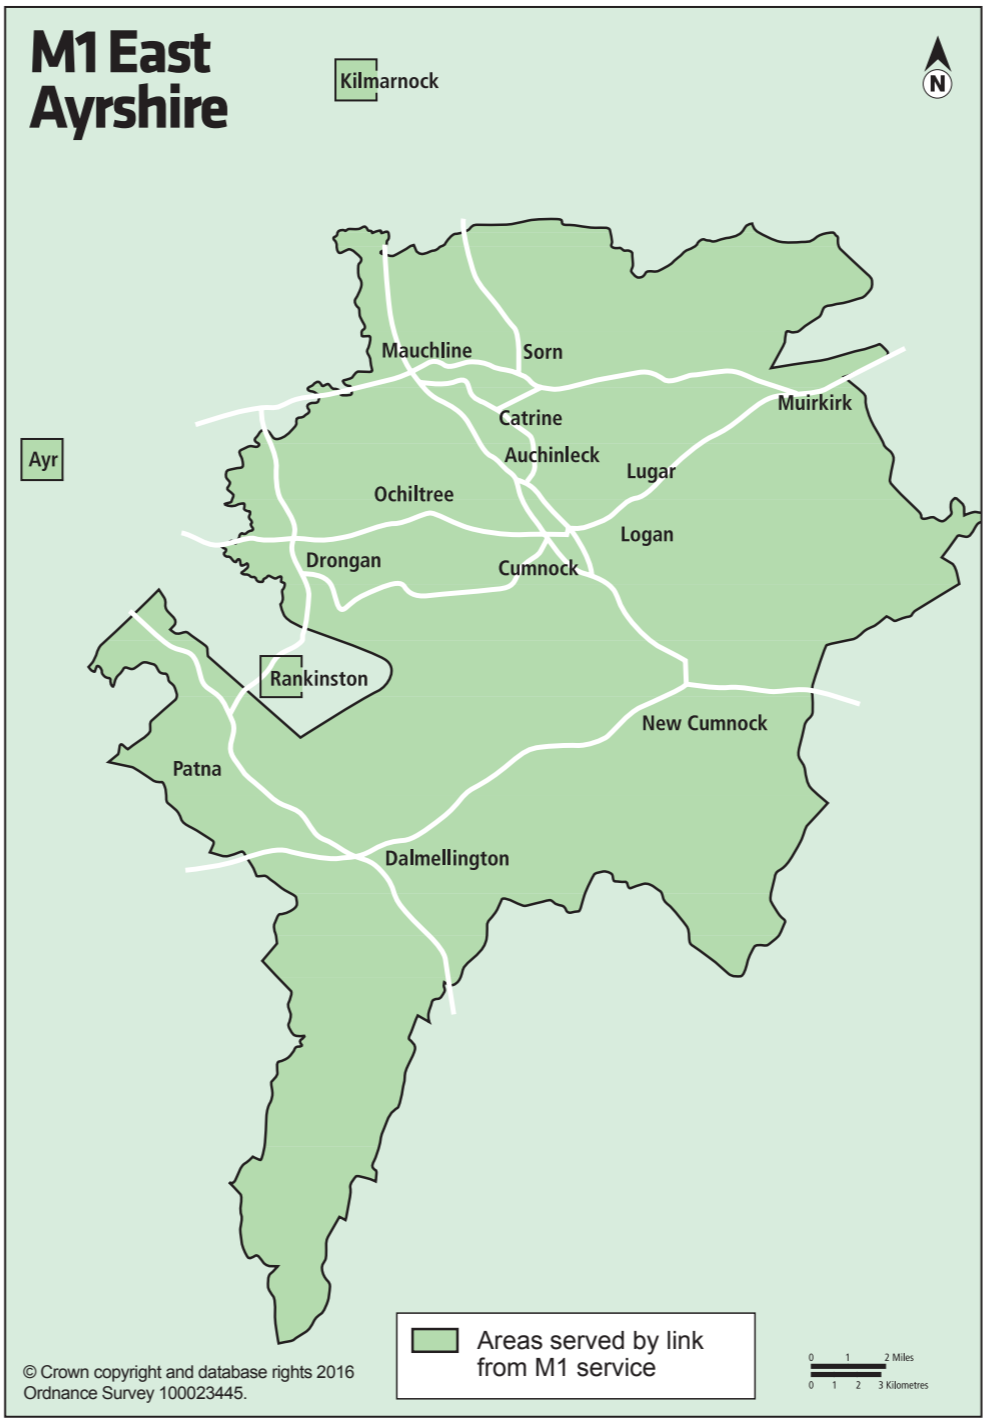 M1 East
Ayrshire
Kilmarnock
N
Mauchline
Sorn
Muirkirk
Catrine
Ayr
Auchinleck
Lugar
Ochiltree
Logan
Drongan
Cumnock
Rankinston
New Cumnock
Patna
Dalmellington
Areas served by link
from M1 service
© Crown copyright and database rights 2016
Ordnance Survey 100023445.
0 1 2 Miles
0 1 2 3 Kilometres